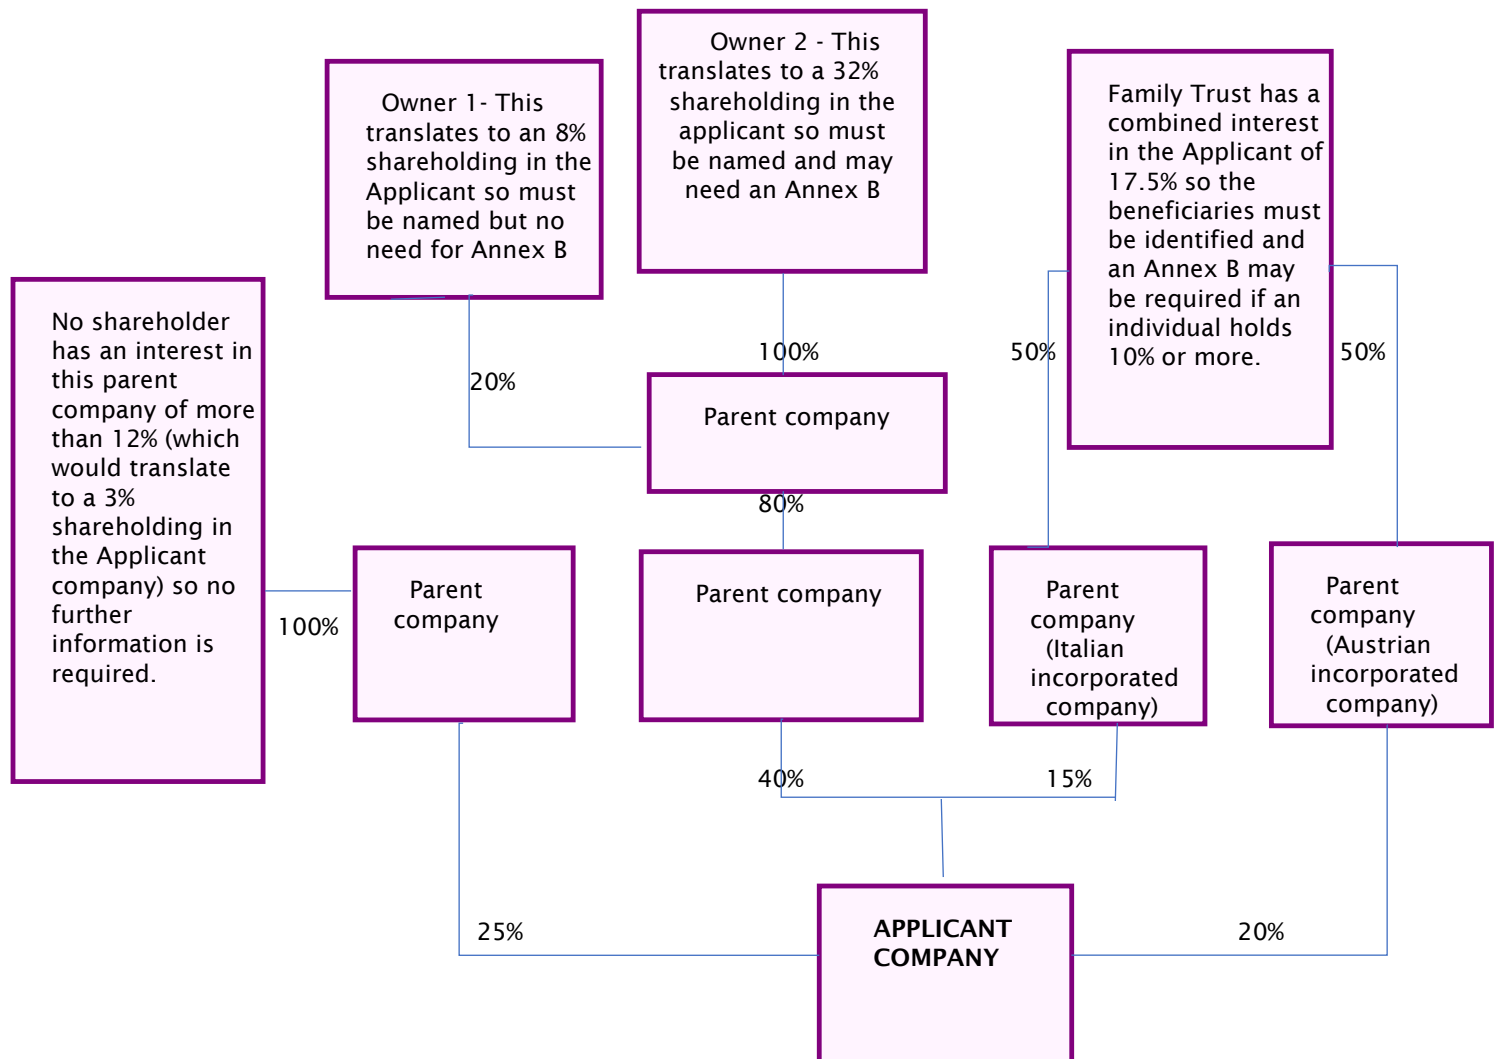 Owner 2 - This
translates to a 32%
shareholding in the
applicant so must
be named and may
need an Annex B
Owner 1- This
translates to an 8%
shareholding in the
Applicant so must
be named but no
need for Annex B
Family Trust has a
combined interest
in the Applicant of
17.5% so the
beneficiaries must
be identified and
an Annex B may
be required if an
individual holds
10% or more.
No shareholder
has an interest in
this parent
company of more
than 12% (which
would translate
to a 3%
shareholding in
the Applicant
company) so no
further
information is
required.
20%
100%
50%
50%
Parent company
80%
100%
Parent
company
Parent company
Parent
company
(Italian
incorporated
company)
Parent
company
(Austrian
incorporated
company)
40%
15%
25%
20%
APPLICANT
COMPANY